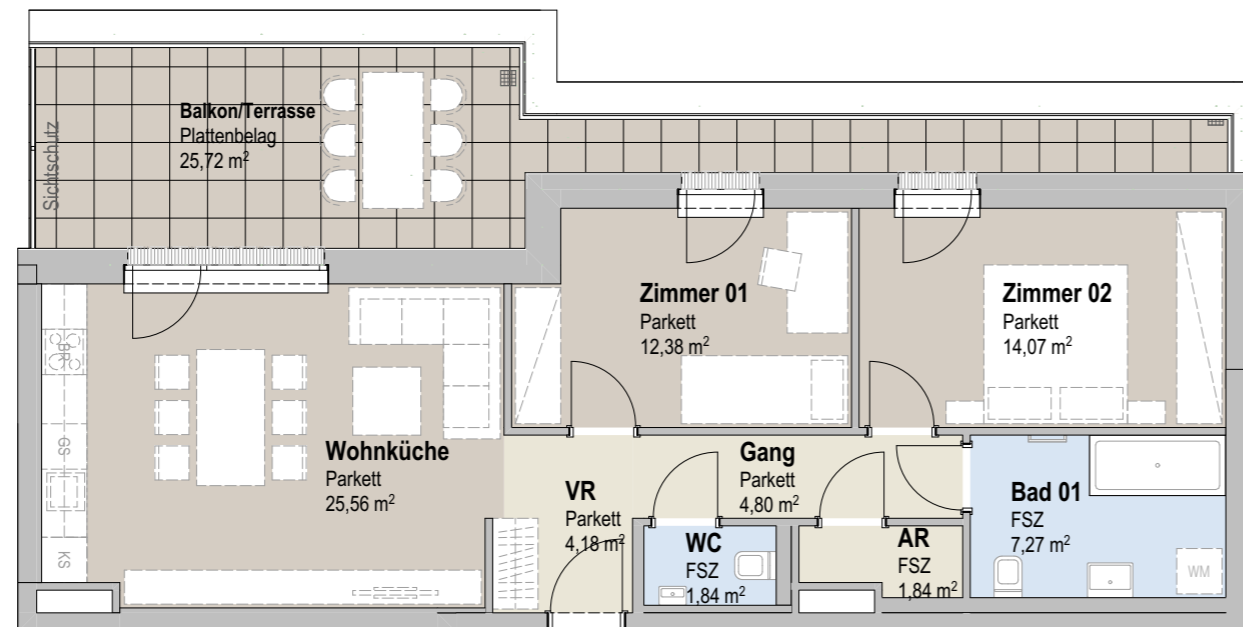 Balkon/Terrasse
Plattenbelag
25,72 m²
Sichtschutz
Zimmer 01
Parkett
12,38 m²
Zimmer 02
Parkett
14,07 m²
BR
GS
KS
Wohnküche
Parkett
25,56 m²
VR
Parkett
4,18 m²
Gang
Parkett
4,80 m²
WC
FSZ
1,84 m²
AR
FSZ
1,84 m²
Bad 01
FSZ
7,27 m²
WM